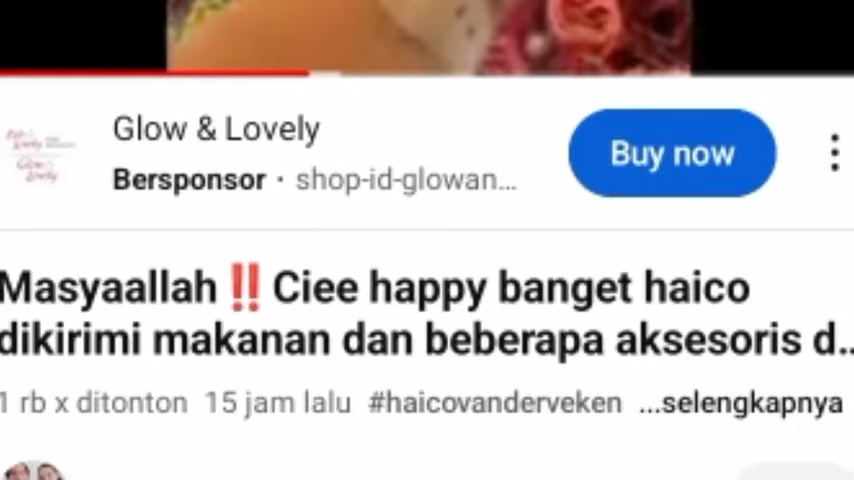 Glow & Lovely
Buy now
Bersponsor · shop-id-glowan...
Masyaallah‼️Ciee happy banget haico
dikirimi makanan dan beberapa aksesoris d...
1 rb x ditonton 15 jam lalu #haicovanderveken ...selengkapnya